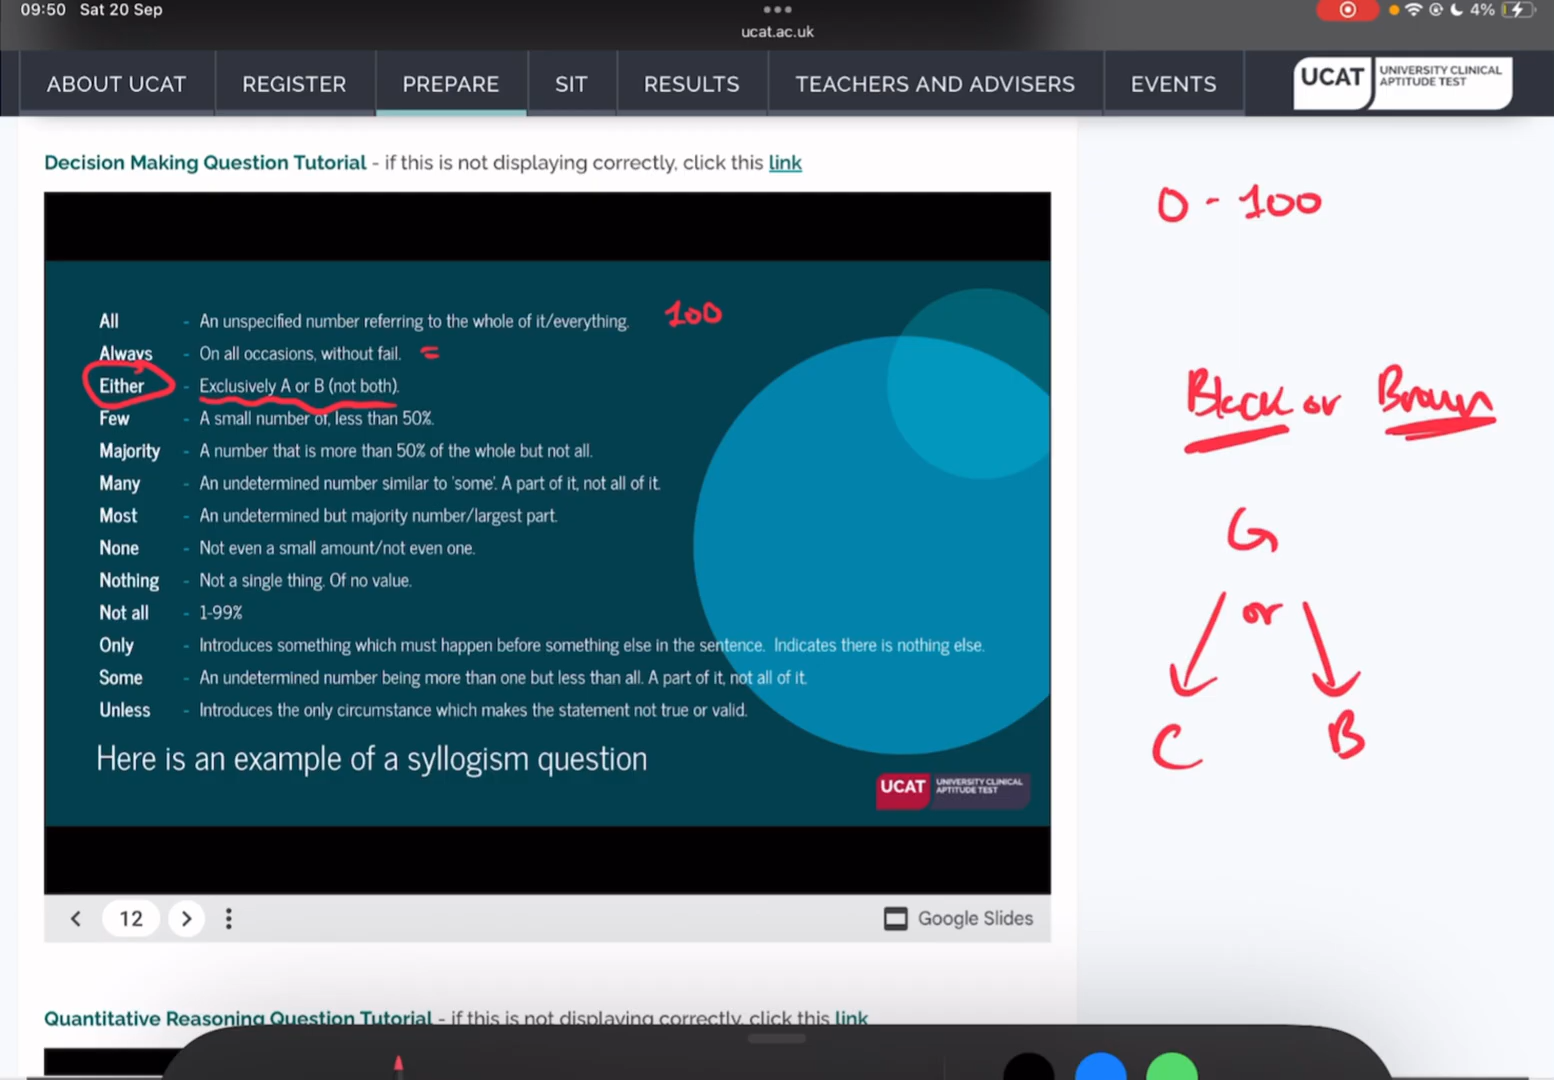 09:50 Sat 20 Sep
ucat.ac.uk
4%
ABOUT UCAT
REGISTER
PREPARE
SIT
RESULTS
TEACHERS AND ADVISERS
EVENTS
UCAT UNIVERSITY CLINICAL
APTITUDE TEST
Decision Making Question Tutorial - if this is not displaying correctly, click this link
0 - 100
All - An unspecified number referring to the whole of it/everything. 100
Always - On all occasions, without fail. =
Either - Exclusively A or B (not both).
Few - A small number of, less than 50%.
Majority - A number that is more than 50% of the whole but not all.
Many - An undetermined number similar to 'some'. A part of it, not all of it.
Most - An undetermined but majority number/largest part.
None - Not even a small amount/not even one.
Nothing - Not a single thing. Of no value.
Not all - 1-99%
Only - Introduces something which must happen before something else in the sentence. Indicates there is nothing else.
Some - An undetermined number being more than one but less than all. A part of it, not all of it.
Unless - Introduces the only circumstance which makes the statement not true or valid.
Here is an example of a syllogism question
UCAT UNIVERSITY CLINICAL
APTITUDE TEST
Black or Brown
G
or
C B
12
Google Slides
Quantitative Reasoning Question Tutorial - if this is not displaying correctly, click this link